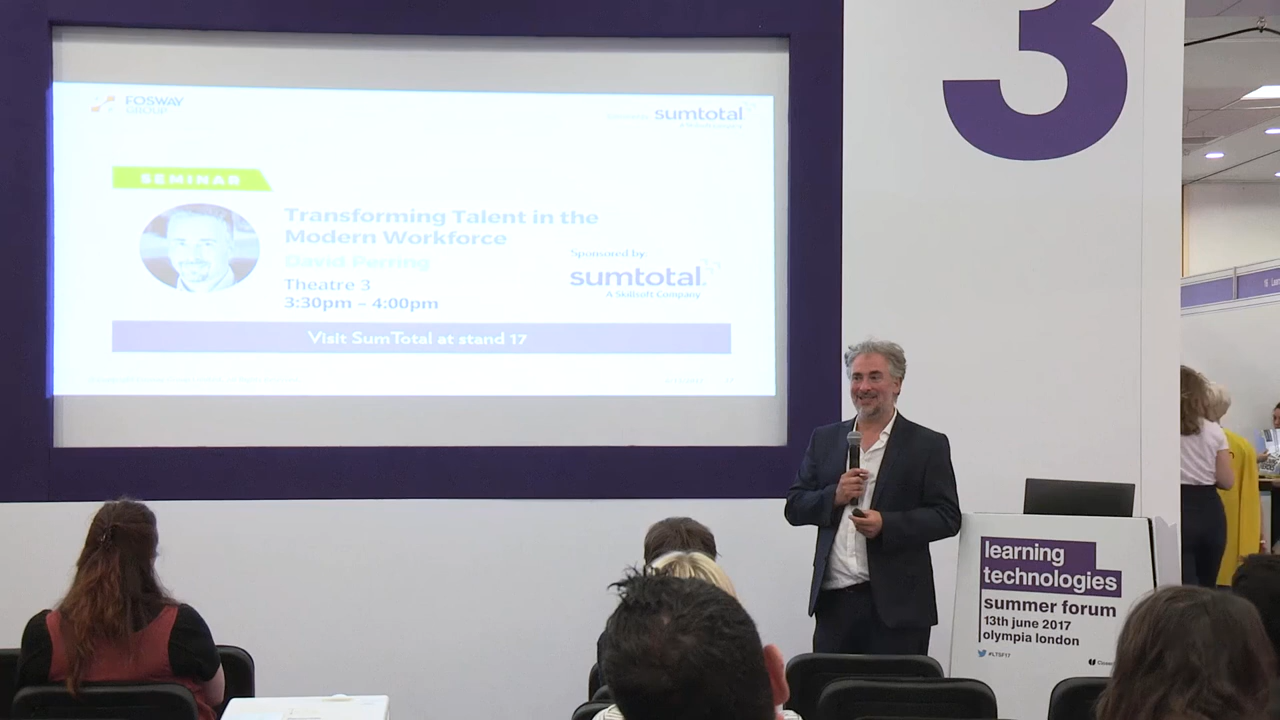 3
FOSWAY
GROUP
sumtotal
SEMINAR
Transforming Talent in the
Modern Workforce
David Perring
Theatre 3
3:30pm – 4:00pm
Sponsored by:
sumtotal
A Skillsoft Company
Visit SumTotal at stand 17
learning
technologies
summer forum
13th june 2017
olympia london
#LTSF17